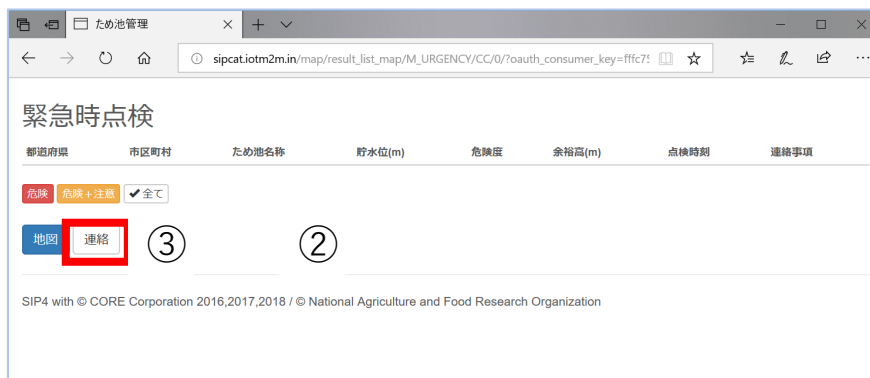 ため池管理
sipcat.iotm2m.in/map/result_list_map/M_URGENCY/CC/0/?oauth_consumer_key=fffc75
緊急時点検
都道府県 市区町村 ため池名称 貯水位(m) 危険度 余裕高(m) 点検時刻 連絡事項
危険 危険+注意 ✔全て
地図 連絡 ③ ②
SIP4 with © CORE Corporation 2016,2017,2018 / © National Agriculture and Food Research Organization